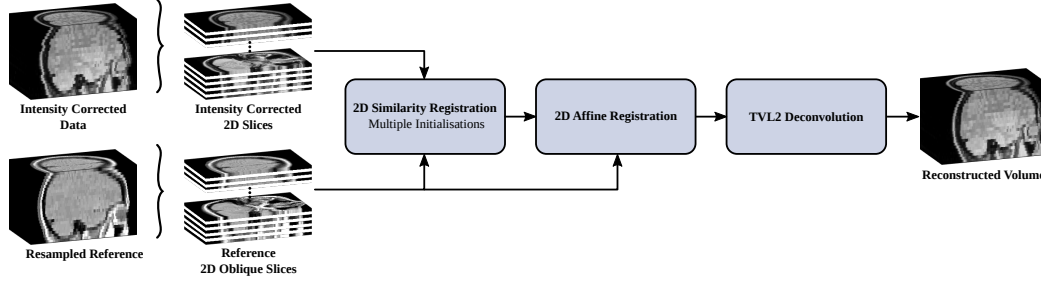 Intensity Corrected
Data
Intensity Corrected
2D Slices
2D Similarity Registration
Multiple Initialisations
2D Affine Registration
TVL2 Deconvolution
Reconstructed Volume
Resampled Reference
Reference
2D Oblique Slices